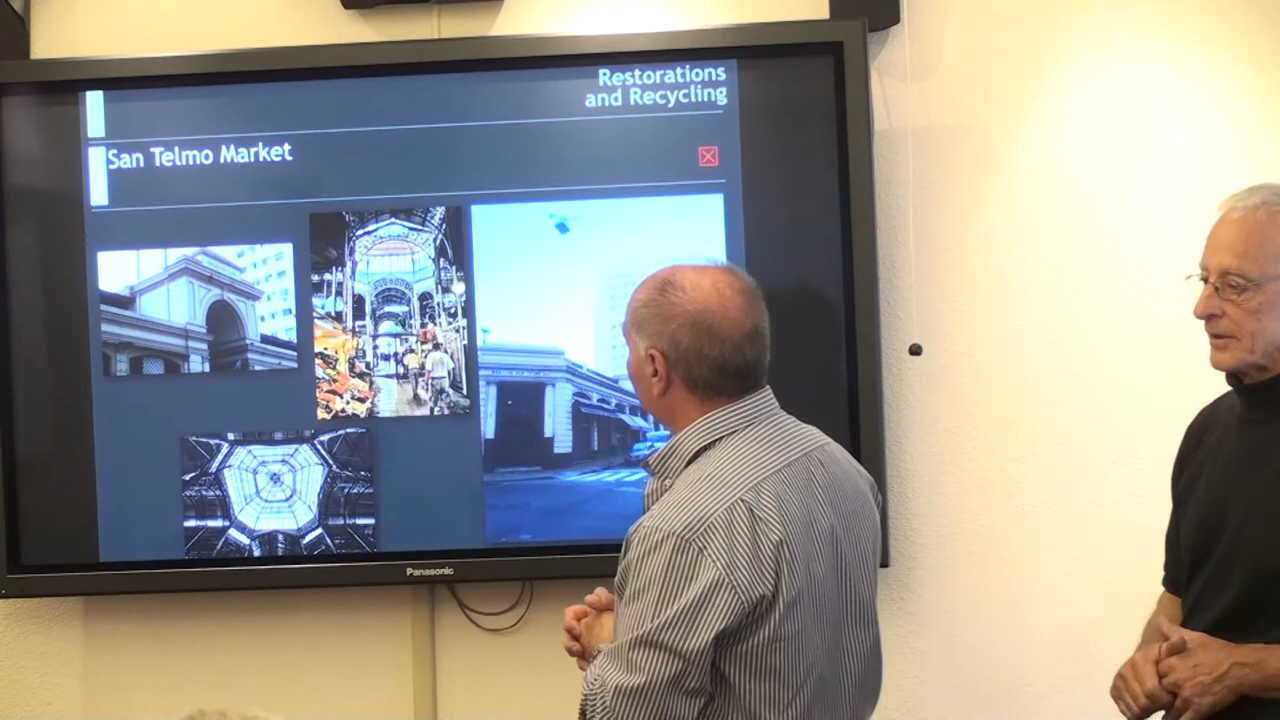 Restorations
and Recycling
San Telmo Market
Panasonic